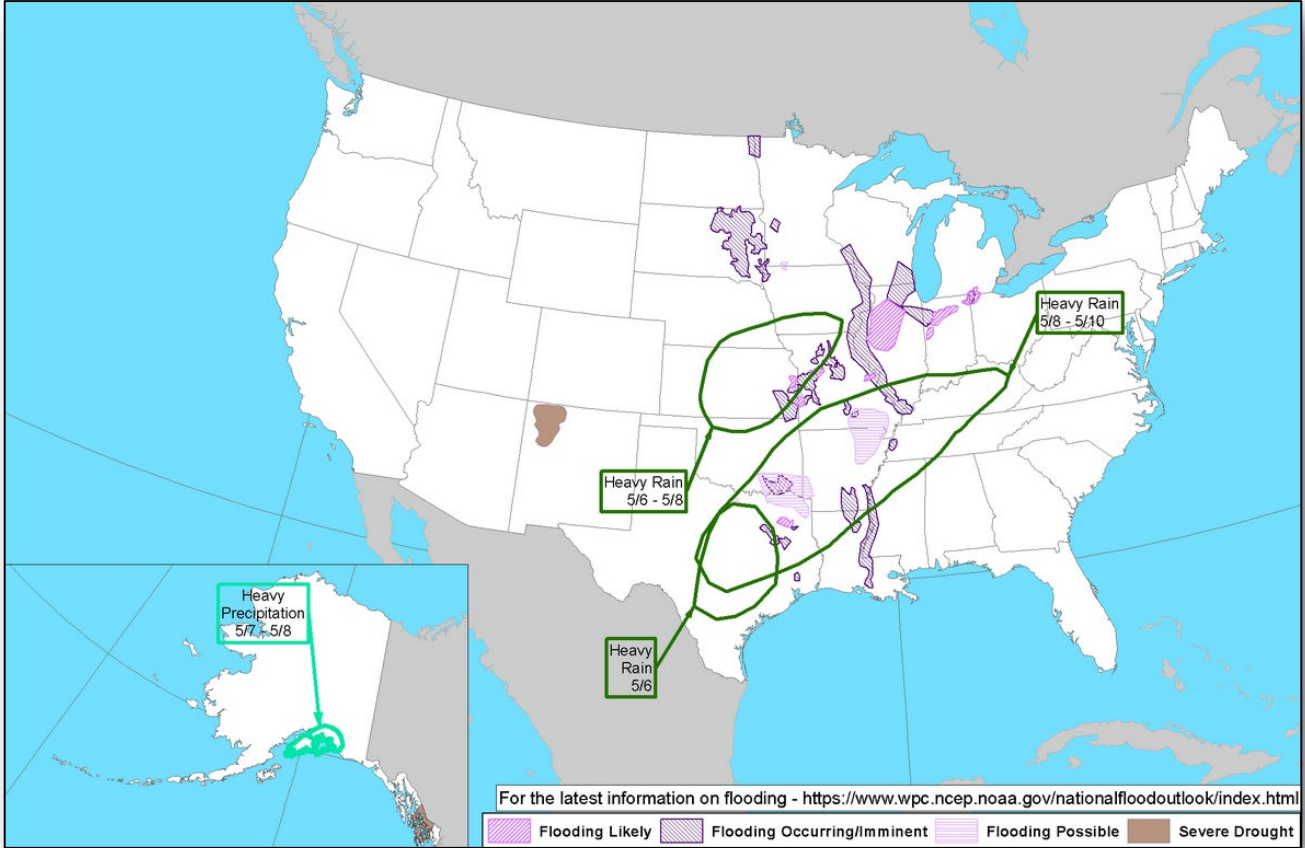 Heavy Rain
5/8 - 5/10
Heavy Rain
5/6 - 5/8
Heavy
Precipitation
5/7 - 5/8
Heavy
Rain
5/6
For the latest information on flooding - https://www.wpc.ncep.noaa.gov/nationalfloodoutlook/index.html
Flooding Likely
Flooding Occurring/Imminent
Flooding Possible
Severe Drought